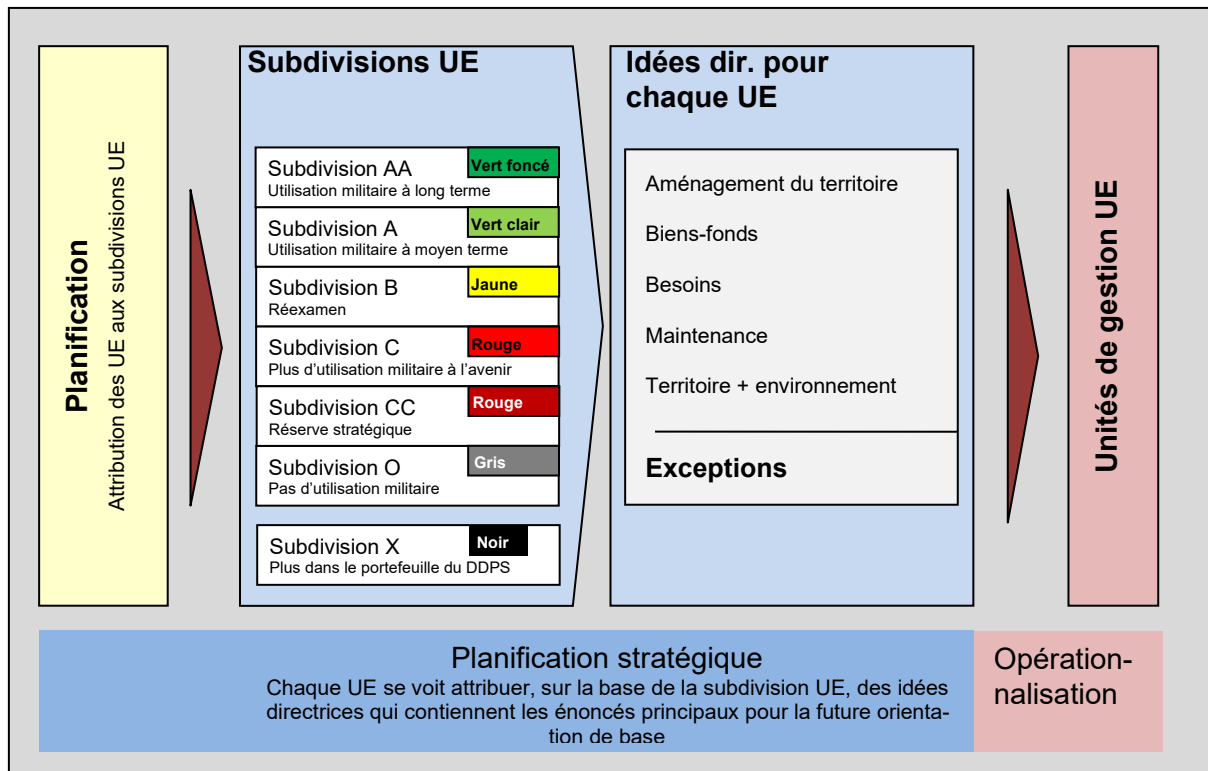 Planification
Attribution des UE aux subdivisions UE
Subdivisions UE
Subdivision AA
Vert foncé
Utilisation militaire à long terme
Subdivision A
Vert clair
Utilisation militaire à moyen terme
Subdivision B
Jaune
Réexamen
Subdivision C
Rouge
Plus d’utilisation militaire à l’avenir
Subdivision CC
Rouge
Réserve stratégique
Subdivision O
Gris
Pas d’utilisation militaire
Subdivision X
Noir
Plus dans le portefeuille du DDPS
Idées dir. pour
chaque UE
Aménagement du territoire
Biens-fonds
Besoins
Maintenance
Territoire + environnement
Exceptions
Unités de gestion UE
Planification stratégique
Chaque UE se voit attribuer, sur la base de la subdivision UE, des idées
directrices qui contiennent les énoncés principaux pour la future orienta-
tion de base
Opération-
nalisation